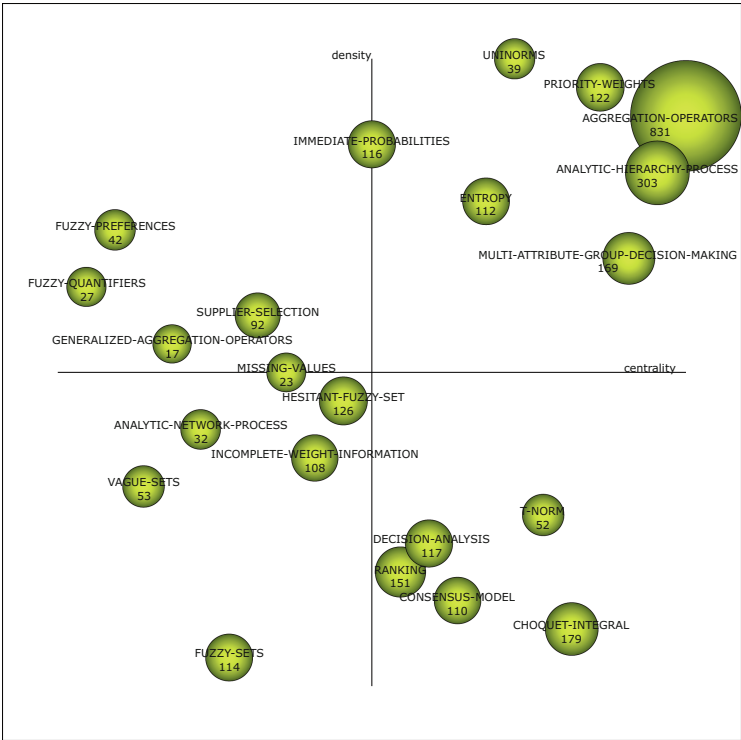 density
UNINORMS
39
PRIORITY-WEIGHTS
122
AGGREGATION-OPERATORS
831
IMMEDIATE-PROBABILITIES
116
ANALYTIC-HIERARCHY-PROCESS
303
ENTROPY
112
FUZZY-PREFERENCES
42
MULTI-ATTRIBUTE-GROUP-DECISION-MAKING
169
FUZZY-QUANTIFIERS
27
SUPPLIER-SELECTION
92
GENERALIZED-AGGREGATION-OPERATORS
17
MISSING-VALUES
23
centrality
HESITANT-FUZZY-SET
126
ANALYTIC-NETWORK-PROCESS
32
INCOMPLETE-WEIGHT-INFORMATION
108
VAGUE-SETS
53
T-NORM
52
DECISION-ANALYSIS
117
RANKING
151
CONSENSUS-MODEL
110
CHOQUET-INTEGRAL
179
FUZZY-SETS
114